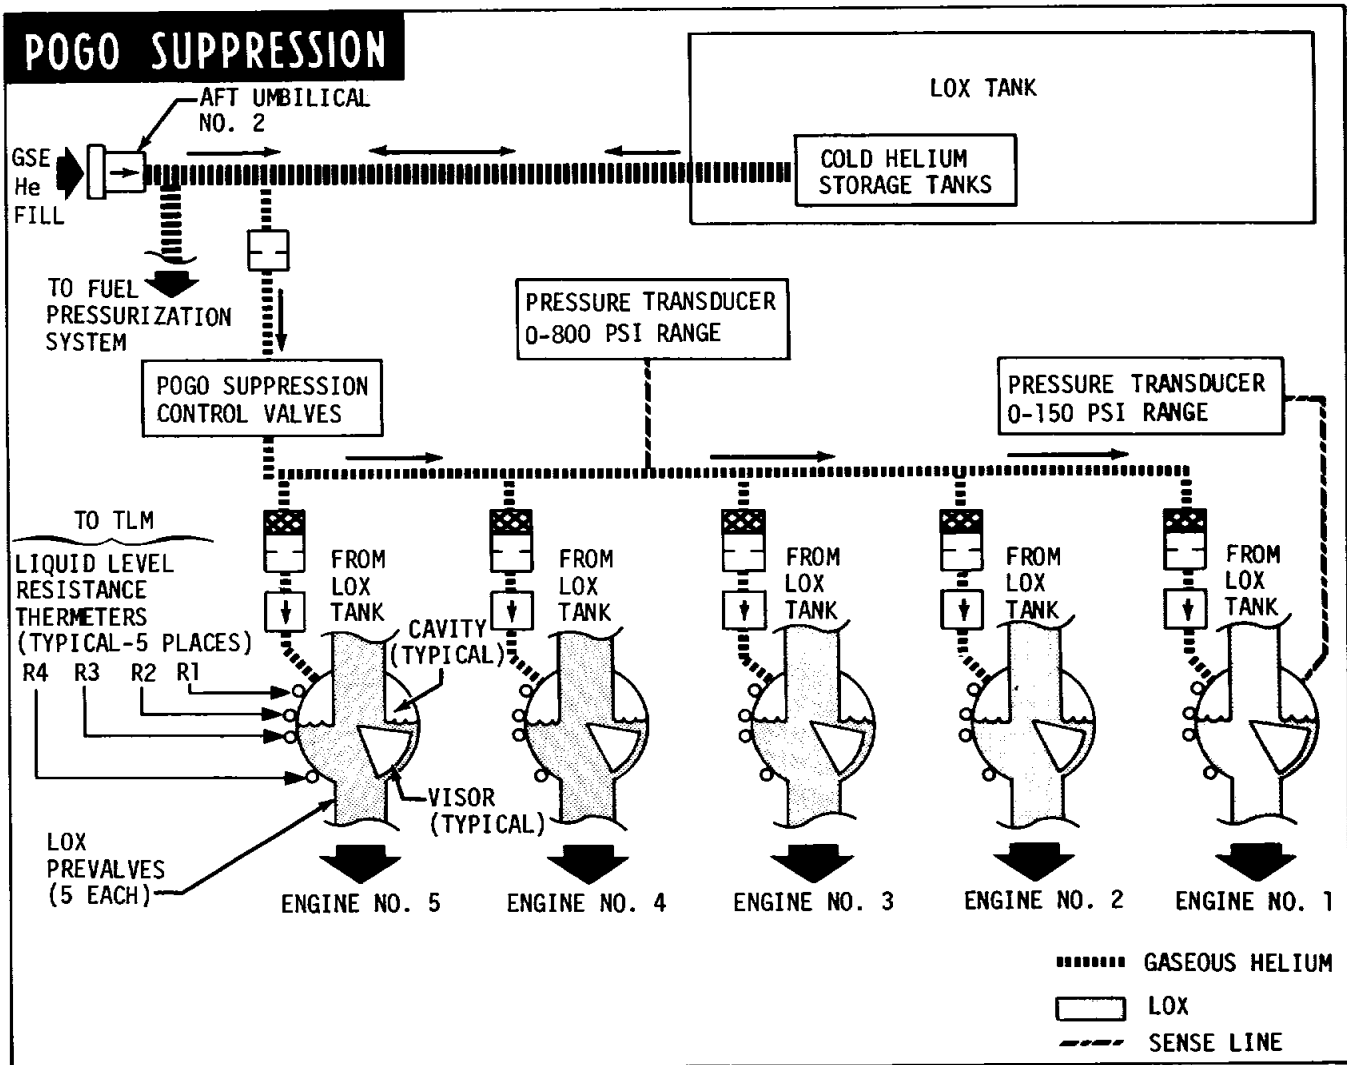 POGO SUPPRESSION
AFT UMBILICAL
NO. 2
GSE
He
FILL
LOX TANK
COLD HELIUM
STORAGE TANKS
TO FUEL
PRESSURIZATION
SYSTEM
PRESSURE TRANSDUCER
0-800 PSI RANGE
POGO SUPPRESSION
CONTROL VALVES
PRESSURE TRANSDUCER
0-150 PSI RANGE
TO TLM
LIQUID LEVEL
RESISTANCE
THERMETERS
(TYPICAL-5 PLACES)
R4 R3 R2 R1
FROM
LOX
TANK
FROM
LOX
TANK
FROM
LOX
TANK
FROM
LOX
TANK
FROM
LOX
TANK
CAVITY
(TYPICAL)
VISOR
(TYPICAL)
LOX
PREVALVES
(5 EACH)
ENGINE NO. 5
ENGINE NO. 4
ENGINE NO. 3
ENGINE NO. 2
ENGINE NO. 1
GASEOUS HELIUM
LOX
SENSE LINE